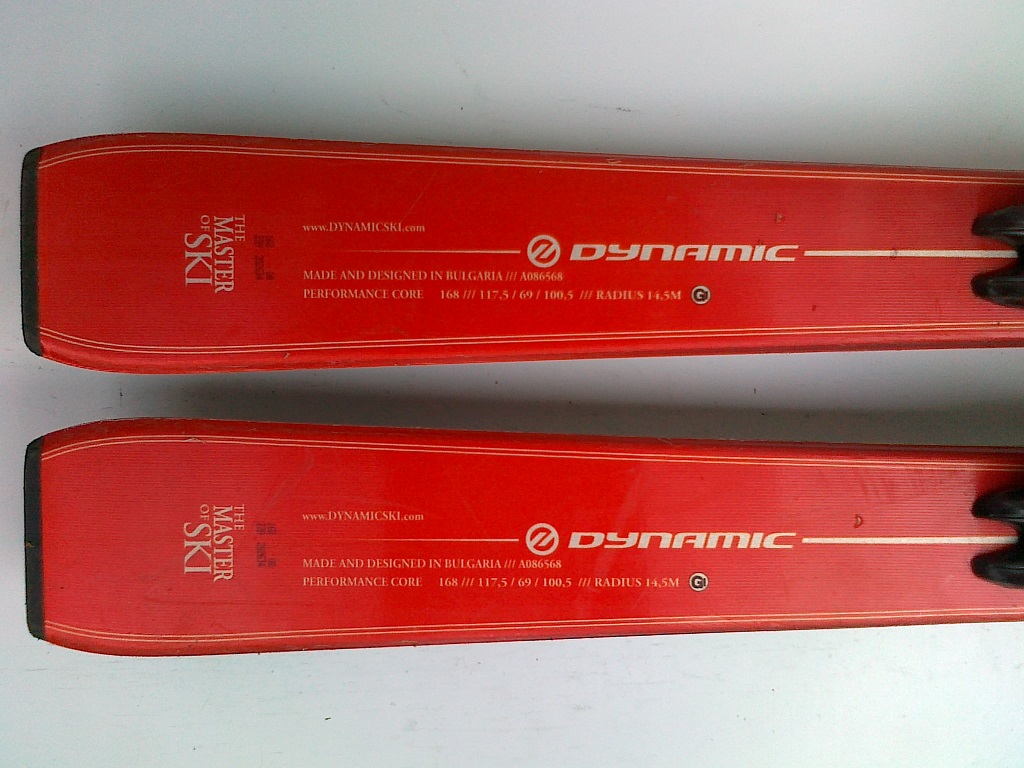 THE
MASTER
OF
SKI
www.DYNAMICSKI.com
DYNAMIC
MADE AND DESIGNED IN BULGARIA /// A086568
PERFORMANCE CORE 168 /// 117,5 / 69 / 100,5 /// RADIUS 14,5M
THE
MASTER
OF
SKI
www.DYNAMICSKI.com
DYNAMIC
MADE AND DESIGNED IN BULGARIA /// A086568
PERFORMANCE CORE 168 /// 117,5 / 69 / 100,5 /// RADIUS 14,5M